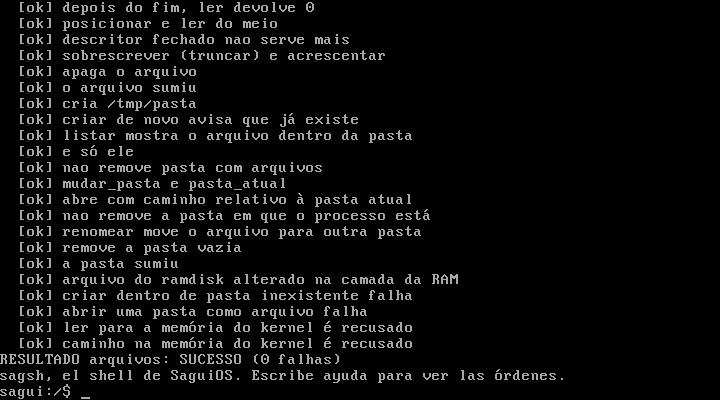 [ok] depois do fim, ler devolve 0
[ok] posicionar e ler do meio
[ok] descritor fechado nao serve mais
[ok] sobrescrever (truncar) e acrescentar
[ok] apaga o arquivo
[ok] o arquivo sumiu
[ok] cria /tmp/pasta
[ok] criar de novo avisa que já existe
[ok] listar mostra o arquivo dentro da pasta
[ok] e só ele
[ok] nao remove pasta com arquivos
[ok] mudar_pasta e pasta_atual
[ok] abre com caminho relativo à pasta atual
[ok] nao remove a pasta em que o processo está
[ok] renomear move o arquivo para outra pasta
[ok] remove a pasta vazia
[ok] a pasta sumiu
[ok] arquivo do ramdisk alterado na camada da RAM
[ok] criar dentro de pasta inexistente falha
[ok] abrir uma pasta como arquivo falha
[ok] ler para a memória do kernel é recusado
[ok] caminho na memória do kernel é recusado
RESULTADO arquivos: SUCESSO (0 falhas)
sagsh, el shell de SaguiOS. Escribe ayuda para ver las órdenes.
sagui:/$ _